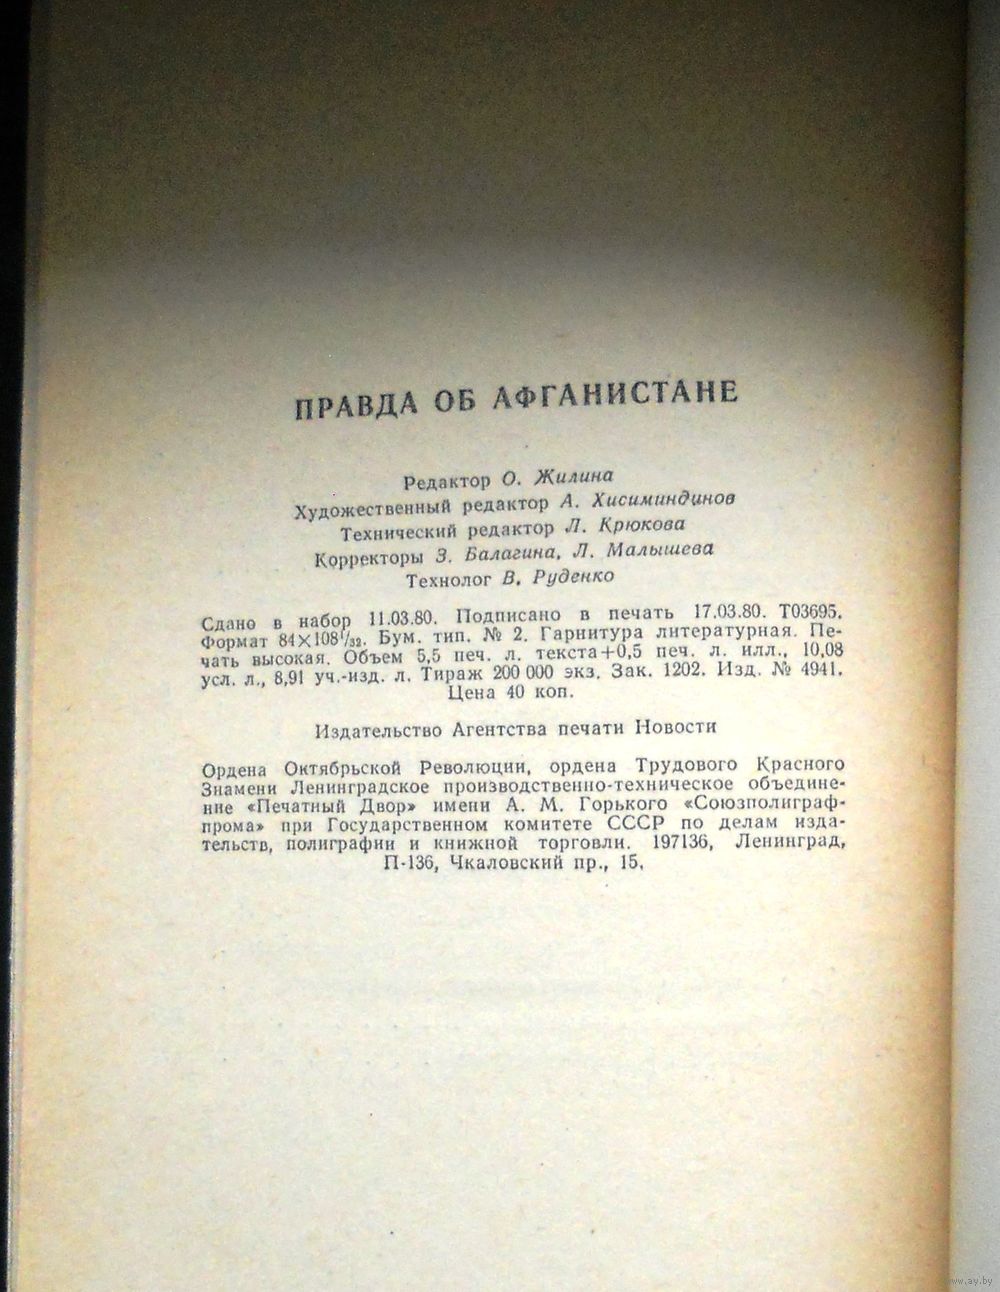 ПРАВДА ОБ АФГАНИСТАНЕ
Редактор О. Жилина
Художественный редактор А. Хисиминдинов
Технический редактор Л. Крюкова
Корректоры З. Балагина, Л. Малышева
Технолог В. Руденко
Сдано в набор 11.03.80. Подписано в печать 17.03.80. Т03695.
Формат 84×108¹/₃₂. Бум. тип. № 2. Гарнитура литературная. Пе-
чать высокая. Объем 5,5 печ. л. текста+0,5 печ. л. илл., 10,08
усл. л., 8,91 уч.-изд. л. Тираж 200 000 экз. Зак. 1202. Изд. № 4941.
Цена 40 коп.
Издательство Агентства печати Новости
Ордена Октябрьской Революции, ордена Трудового Красного
Знамени Ленинградское производственно-техническое объедине-
ние «Печатный Двор» имени А. М. Горького «Союзполиграф-
прома» при Государственном комитете СССР по делам изда-
тельств, полиграфии и книжной торговли. 197136, Ленинград,
П-136, Чкаловский пр., 15.
www.ay.by